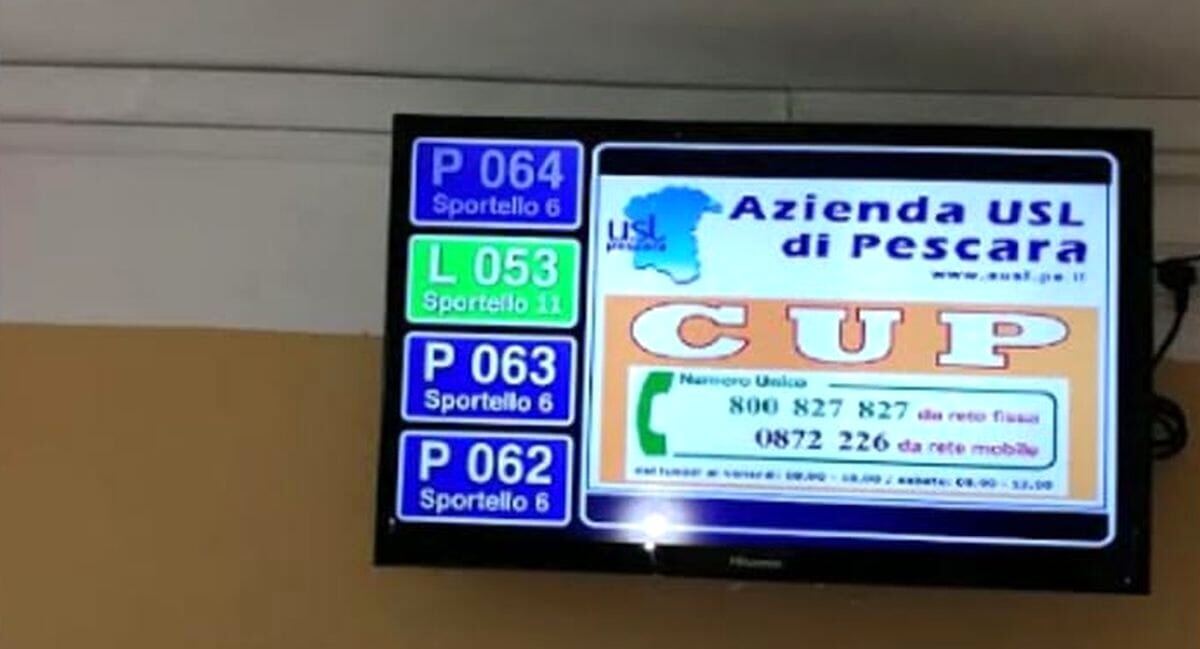 P 064
Sportello 6
L 053
Sportello 11
P 063
Sportello 6
P 062
Sportello 6
usl
pescara
Azienda USL
di Pescara
www.ausl.pe.it
CUP
Numero Unico
800 827 827 da rete fissa
0872 226 da rete mobile